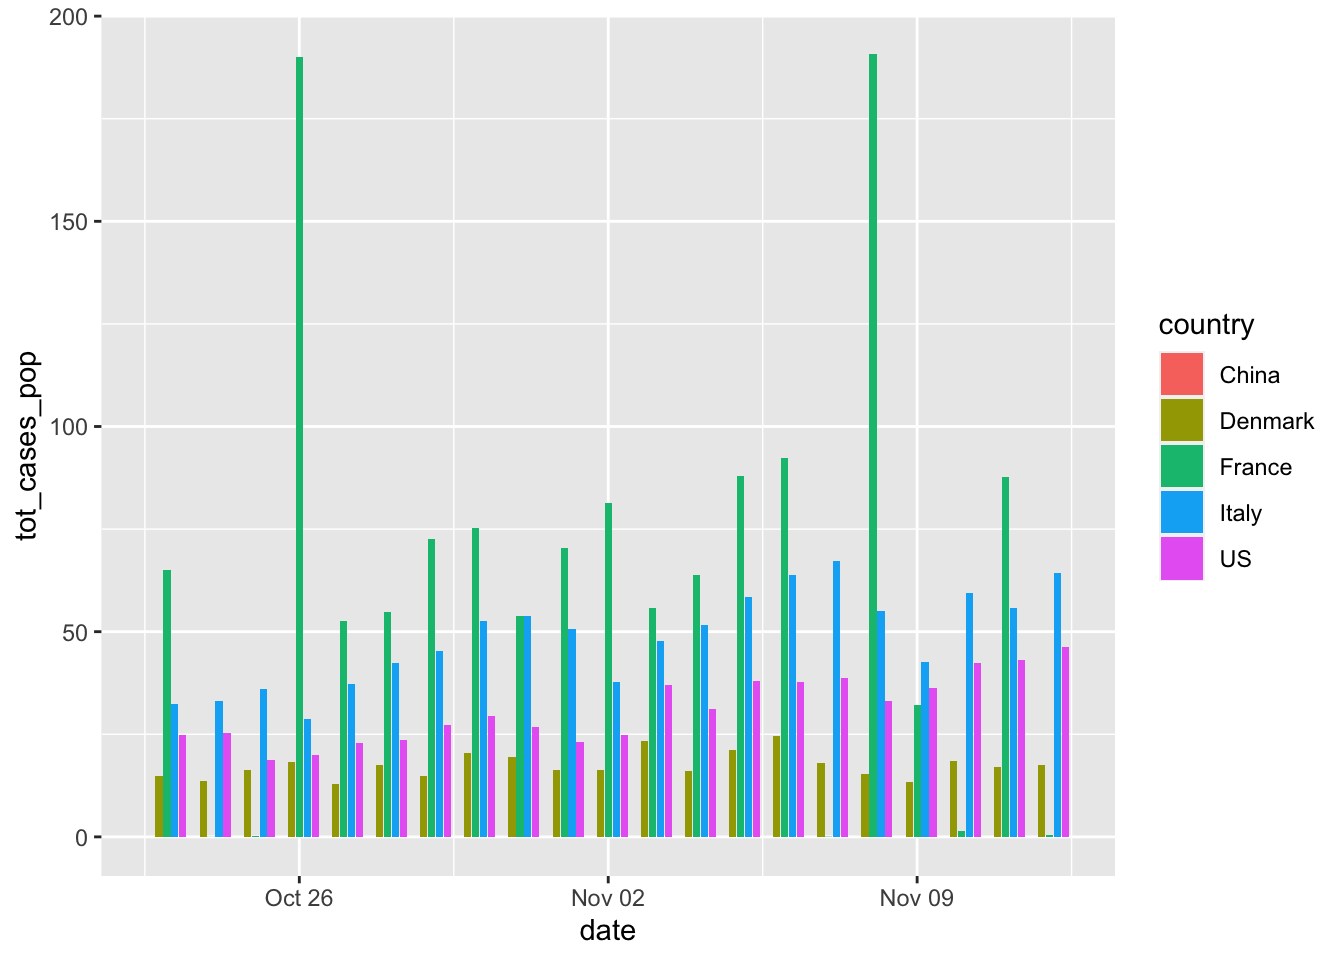 200
150
100
50
0
tot_cases_pop
Oct 26
Nov 02
Nov 09
date
country
China
Denmark
France
Italy
US